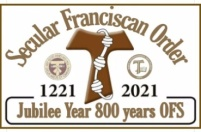 Secular Franciscan Order
1221 2021
Jubilee Year 800 years OFS